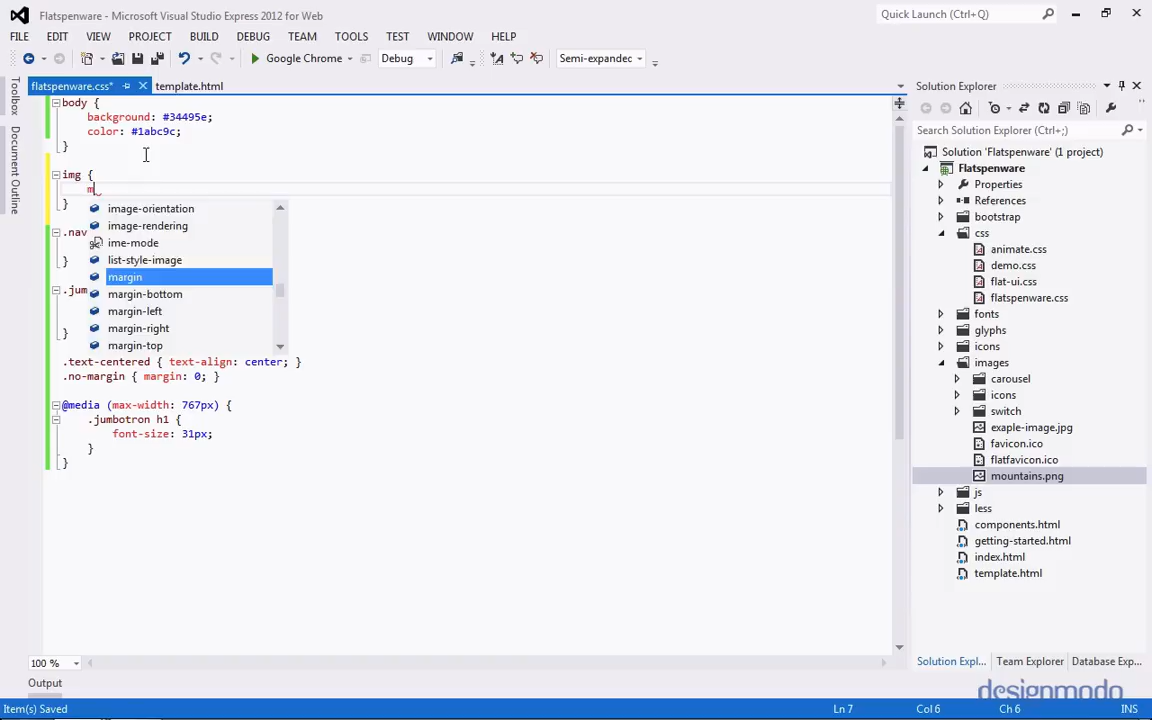 Flatspenware - Microsoft Visual Studio Express 2012 for Web
Quick Launch (Ctrl+Q)
FILE EDIT VIEW PROJECT BUILD DEBUG TEAM TOOLS TEST WINDOW HELP
Google Chrome Debug Semi-expandec
flatspenware.css* template.html
Toolbox
Document Outline
body {
background: #34495e;
color: #1abc9c;
}
img {
m
}
image-orientation
image-rendering
ime-mode
list-style-image
margin
margin-bottom
margin-left
margin-right
margin-top
.nav
}
.jum
}
.text-centered { text-align: center; }
.no-margin { margin: 0; }
@media (max-width: 767px) {
.jumbotron h1 {
font-size: 31px;
}
}
100 %
Output
Solution Explorer
Search Solution Explorer (Ctrl+;)
Solution 'Flatspenware' (1 project)
Flatspenware
Properties
References
bootstrap
css
animate.css
demo.css
flat-ui.css
flatspenware.css
fonts
glyphs
icons
images
carousel
icons
switch
exaple-image.jpg
favicon.ico
flatfavicon.ico
mountains.png
js
less
components.html
getting-started.html
index.html
template.html
Solution Expl... Team Explorer Database Exp...
designmodo
Item(s) Saved Ln 7 Col 6 Ch 6 INS